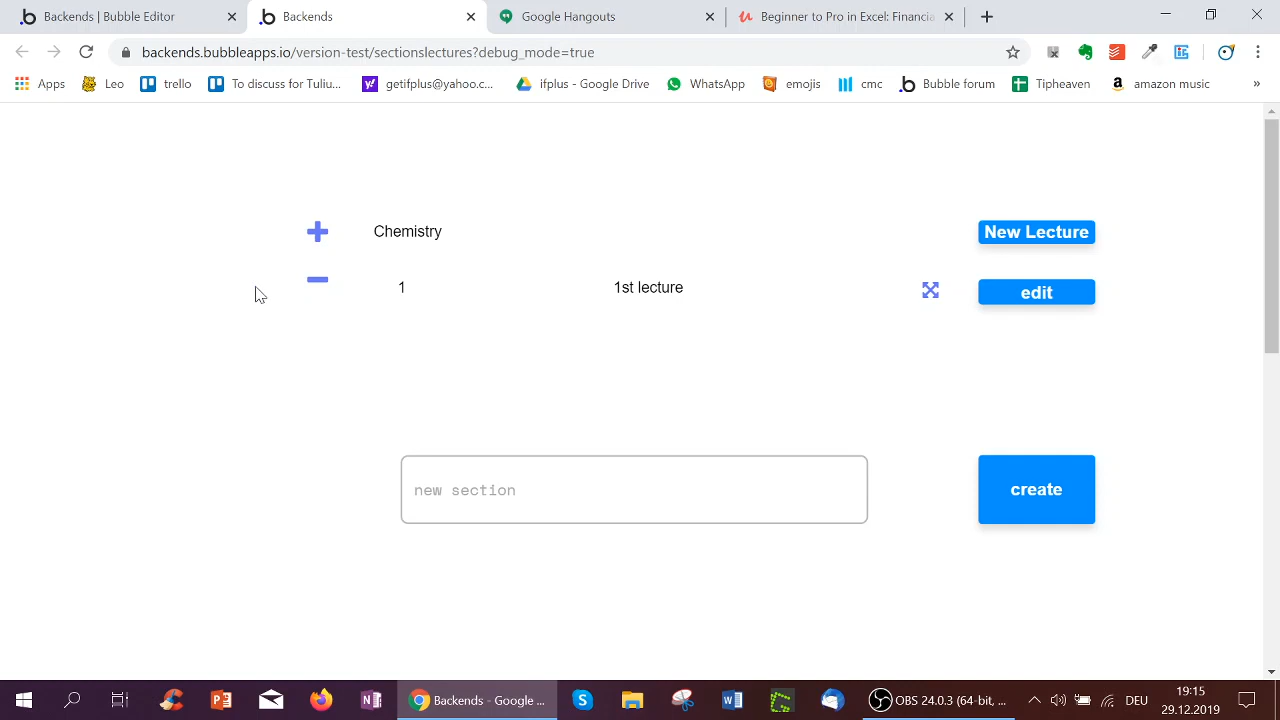 Backends | Bubble Editor
Backends
Google Hangouts
Beginner to Pro in Excel: Financia
backends.bubbleapps.io/version-test/sectionslectures?debug_mode=true
Apps
Leo
trello
To discuss for Tuliu...
getifplus@yahoo.c...
ifplus - Google Drive
WhatsApp
emojis
cmc
Bubble forum
Tipheaven
amazon music
»
Chemistry
New Lecture
1
1st lecture
edit
new section
create
Backends - Google ...
OBS 24.0.3 (64-bit, ...
DEU
19:15
29.12.2019